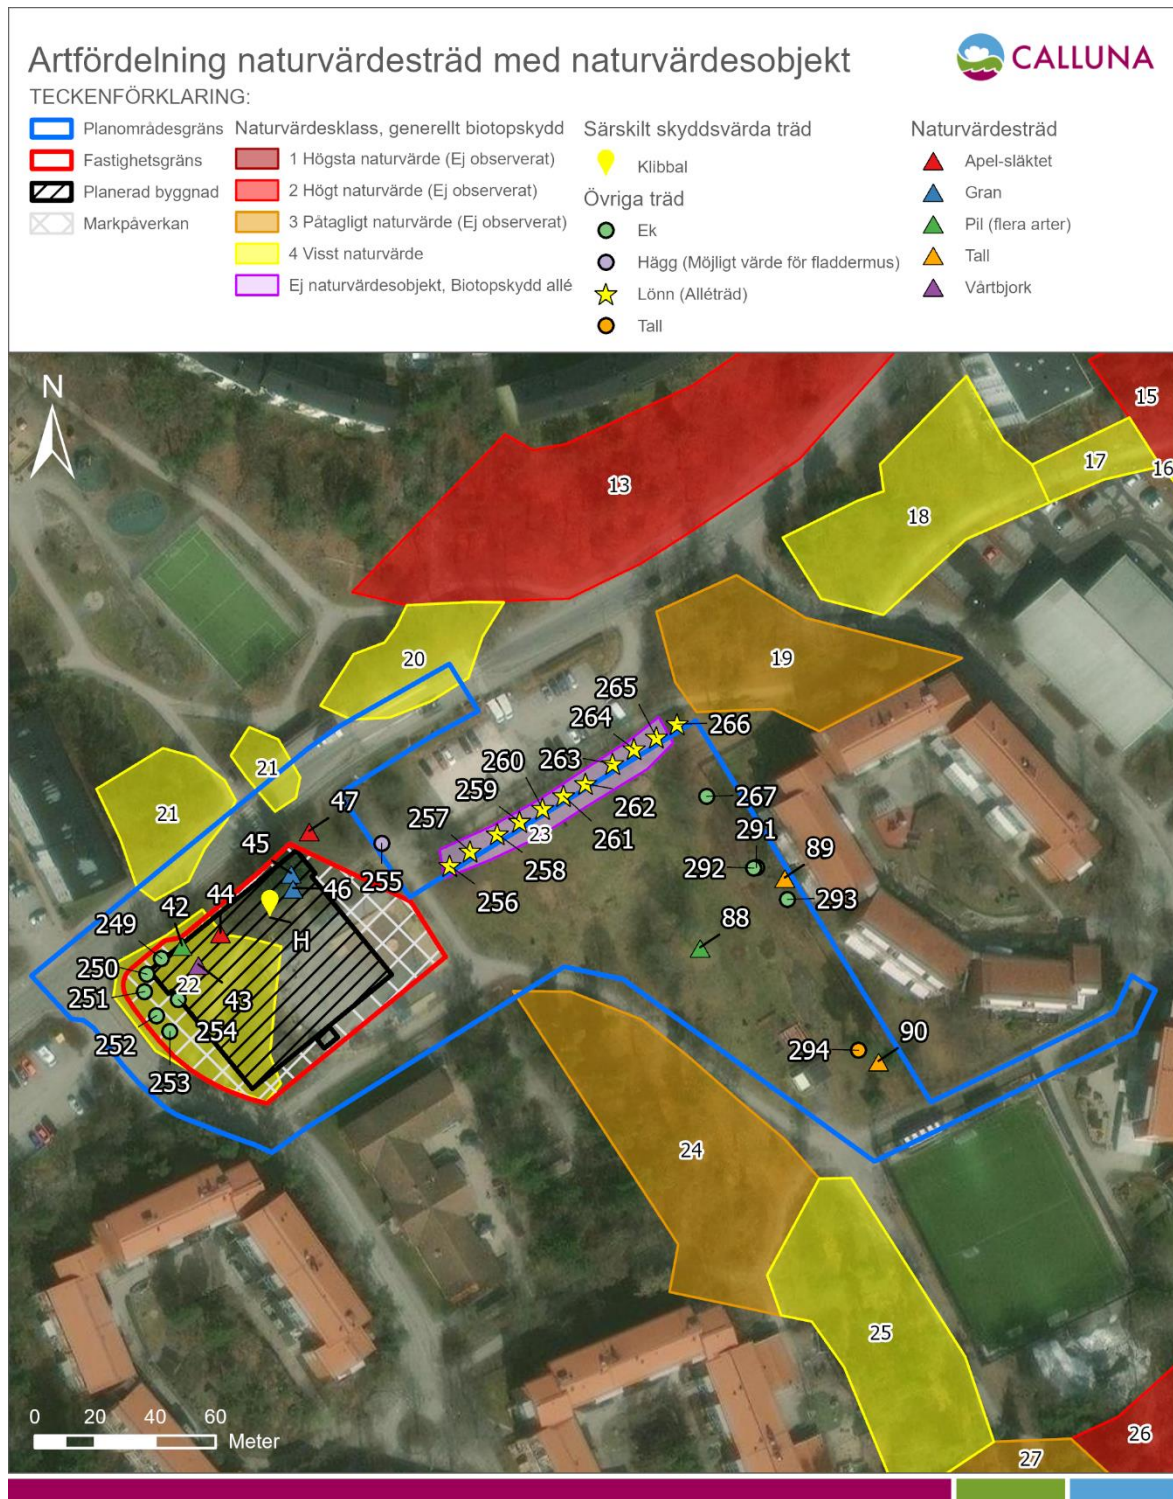 Artfördelning naturvärdesträd med naturvärdesobjekt
CALLUNA
TECKENFÖRKLARING:
Planområdesgräns
Fastighetsgräns
Planerad byggnad
Markpåverkan
Naturvärdesklass, generellt biotopskydd
1 Högsta naturvärde (Ej observerat)
2 Högt naturvärde (Ej observerat)
3 Påtagligt naturvärde (Ej observerat)
4 Visst naturvärde
Ej naturvärdesobjekt, Biotopskydd allé
Särskilt skyddsvärda träd
Klibbal
Övriga träd
Ek
Hägg (Möjligt värde för fladdermus)
Lönn (Alléträd)
Tall
Naturvärdesträd
Apel-släktet
Gran
Pil (flera arter)
Tall
Vårtbjork
N
15
13
17
16
18
20
19
265
264
266
21
263
260
21
47
259
267
262
257
261
291
45
23
258
292
89
255
44
46
256
293
42
249
H
88
250
22
251
43
254
252
90
294
253
24
25
0 20 40 60
Meter
26
27